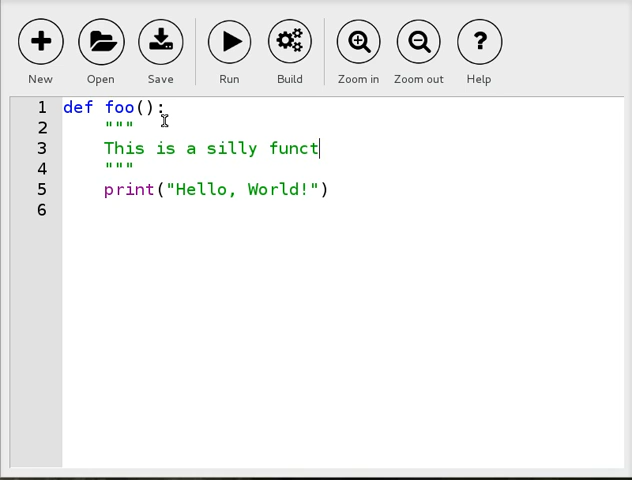 New Open Save Run Build Zoom in Zoom out Help
?
1 def foo():
2     """
3     This is a silly funct
4     """
5     print("Hello, World!")
6